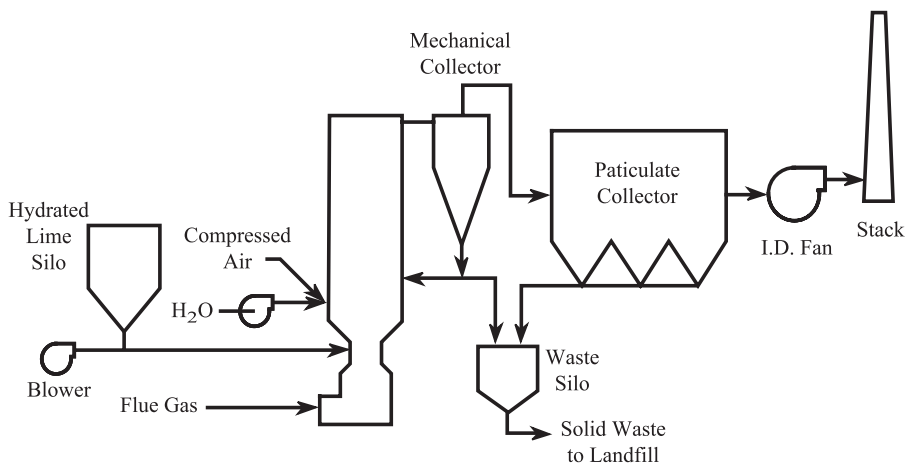 Mechanical
Collector
Paticulate
Collector
Hydrated
Lime
Silo
Compressed
Air
Stack
I.D. Fan
H2O
Waste
Silo
Blower
Flue Gas
Solid Waste
to Landfill